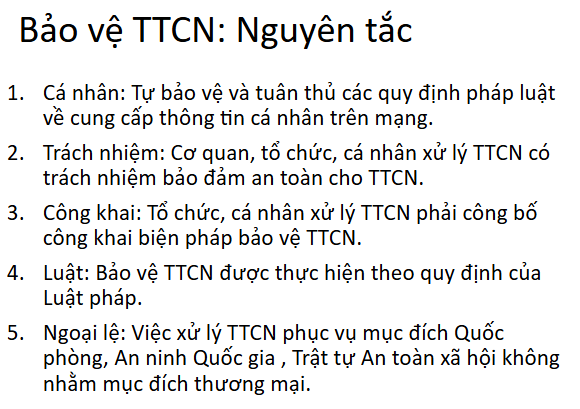 Bảo vệ TTCN: Nguyên tắc
1. Cá nhân: Tự bảo vệ và tuân thủ các quy định pháp luật
về cung cấp thông tin cá nhân trên mạng.
2. Trách nhiệm: Cơ quan, tổ chức, cá nhân xử lý TTCN có
trách nhiệm bảo đảm an toàn cho TTCN.
3. Công khai: Tổ chức, cá nhân xử lý TTCN phải công bố
công khai biện pháp bảo vệ TTCN.
4. Luật: Bảo vệ TTCN được thực hiện theo quy định của
Luật pháp.
5. Ngoại lệ: Việc xử lý TTCN phục vụ mục đích Quốc
phòng, An ninh Quốc gia , Trật tự An toàn xã hội không
nhằm mục đích thương mại.